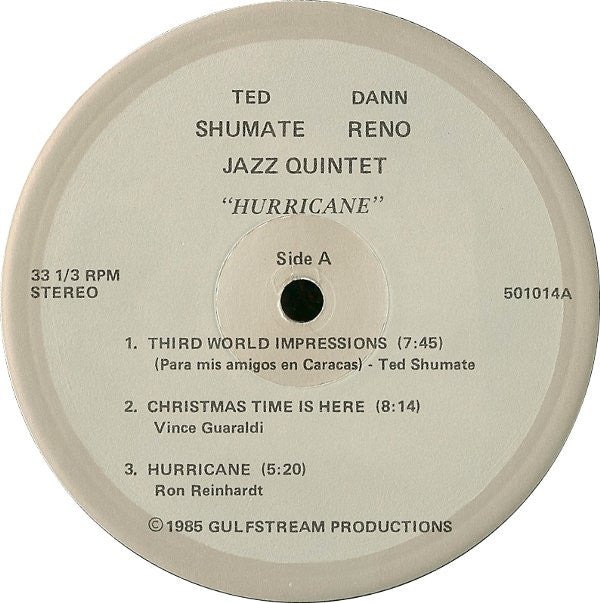 TED DANN
SHUMATE RENO
JAZZ QUINTET
"HURRICANE"
Side A
33 1/3 RPM
STEREO
501014A
1. THIRD WORLD IMPRESSIONS (7:45)
(Para mis amigos en Caracas) - Ted Shumate
2. CHRISTMAS TIME IS HERE (8:14)
Vince Guaraldi
3. HURRICANE (5:20)
Ron Reinhardt
©1985 GULFSTREAM PRODUCTIONS